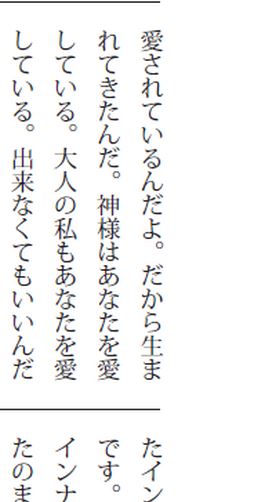 愛されているんだよ。だから生ま
れてきたんだ。神様はあなたを愛
している。大人の私もあなたを愛
している。出来なくてもいいんだ
たイン
です。
インナ
たのま